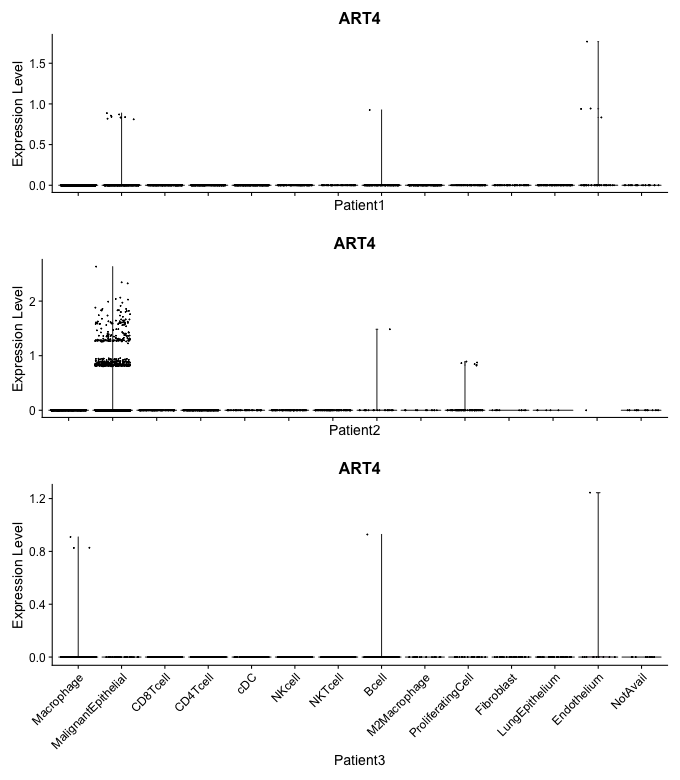 ART4
Expression Level
1.5
1.0
0.5
0.0
Patient1
ART4
Expression Level
2
1
0
Patient2
ART4
Expression Level
1.2
0.8
0.4
0.0
Macrophage
MalignantEpithelial
CD8Tcell
CD4Tcell
cDC
NKcell
NKTcell
Bcell
M2Macrophage
ProliferatingCell
Fibroblast
LungEpithelium
Endothelium
NotAvail
Patient3